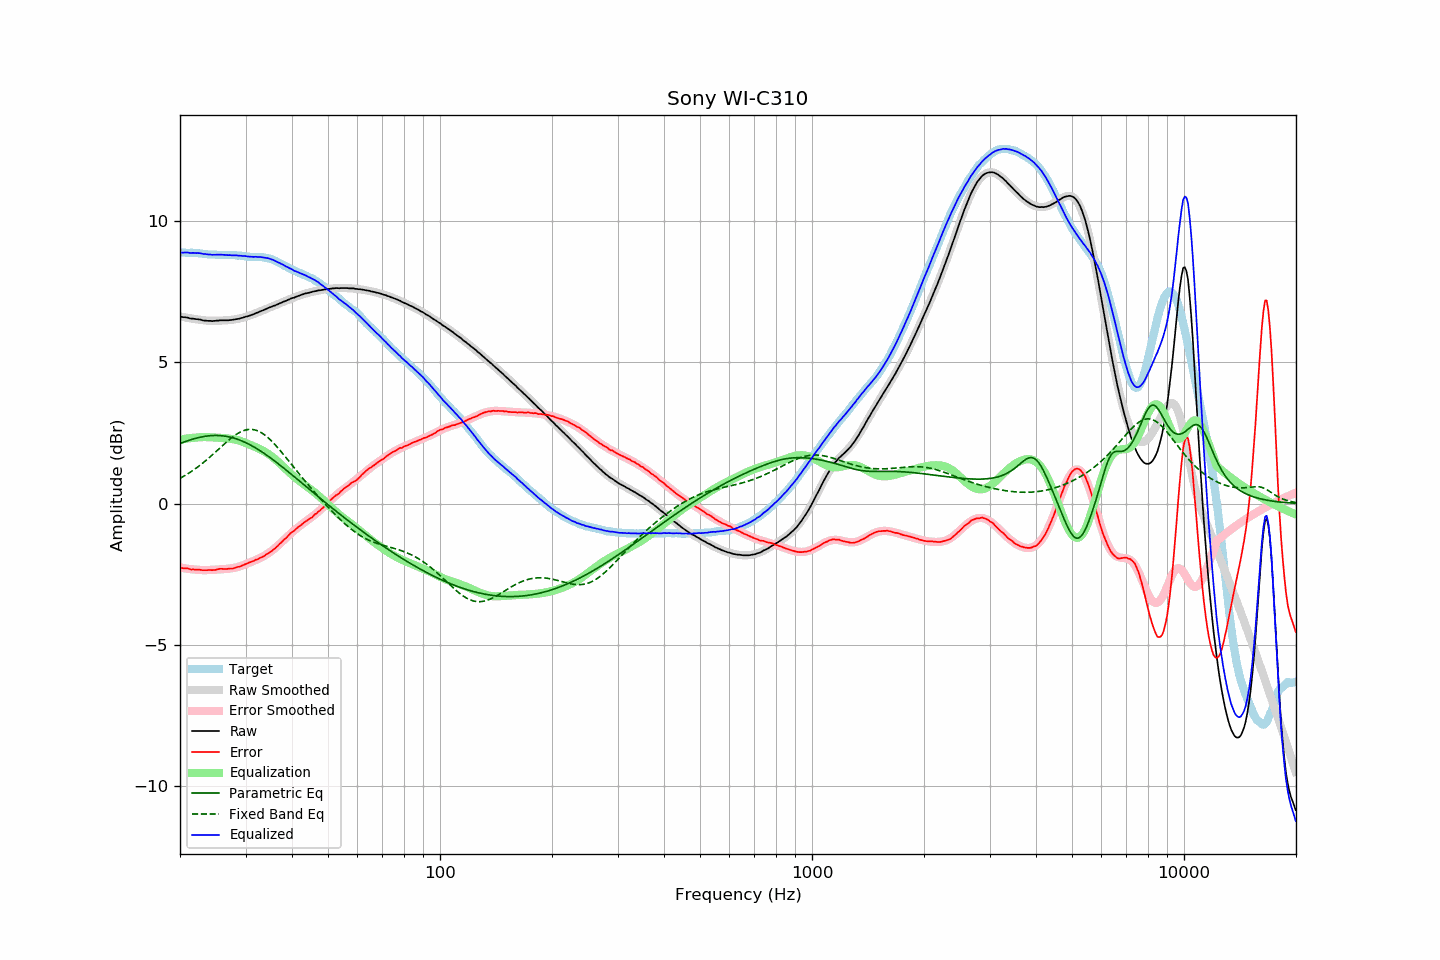 Sony WI-C310
Amplitude (dBr)
10
5
0
−5
−10
Target
Raw Smoothed
Error Smoothed
Raw
Error
Equalization
Parametric Eq
Fixed Band Eq
Equalized
100
1000
10000
Frequency (Hz)